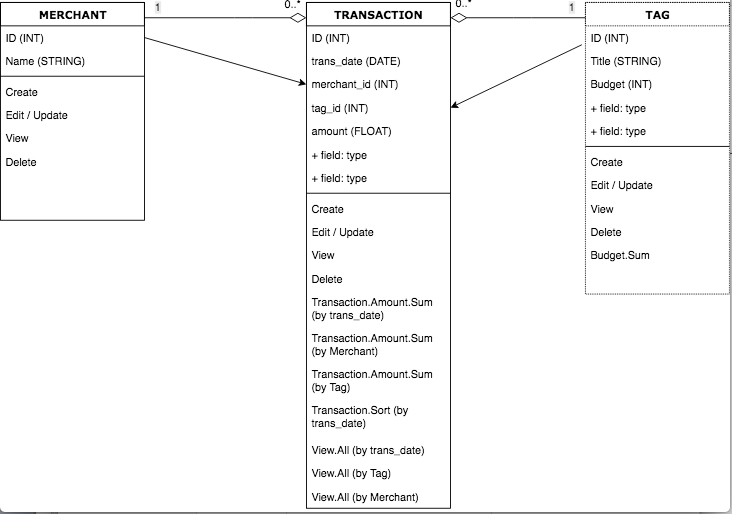 MERCHANT
ID (INT)
Name (STRING)
Create
Edit / Update
View
Delete
1
0..*
TRANSACTION
ID (INT)
trans_date (DATE)
merchant_id (INT)
tag_id (INT)
amount (FLOAT)
+ field: type
+ field: type
Create
Edit / Update
View
Delete
Transaction.Amount.Sum
(by trans_date)
Transaction.Amount.Sum
(by Merchant)
Transaction.Amount.Sum
(by Tag)
Transaction.Sort (by
trans_date)
View.All (by trans_date)
View.All (by Tag)
View.All (by Merchant)
0..*
1
TAG
ID (INT)
Title (STRING)
Budget (INT)
+ field: type
+ field: type
Create
Edit / Update
View
Delete
Budget.Sum